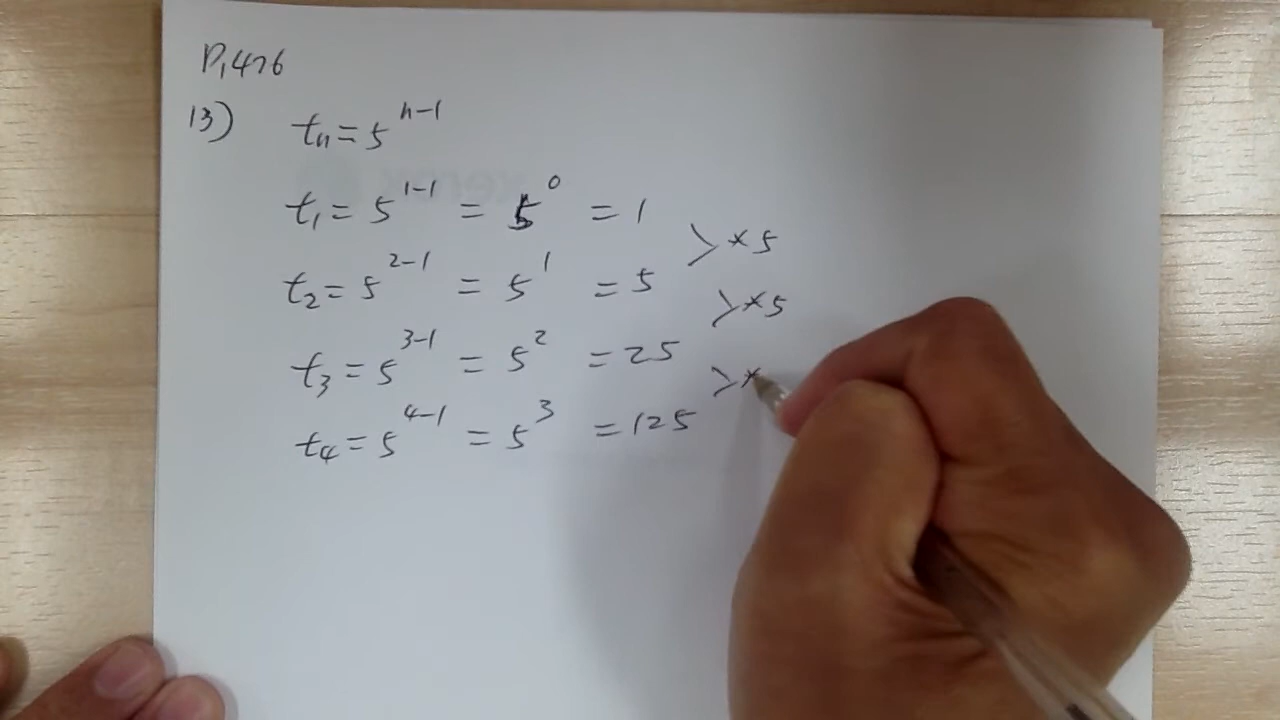 P,476
13) tn = 5^(n-1)
t1 = 5^(1-1) = 5^0 = 1
> × 5
t2 = 5^(2-1) = 5^1 = 5
> × 5
t3 = 5^(3-1) = 5^2 = 25
> ×
t4 = 5^(4-1) = 5^3 = 125